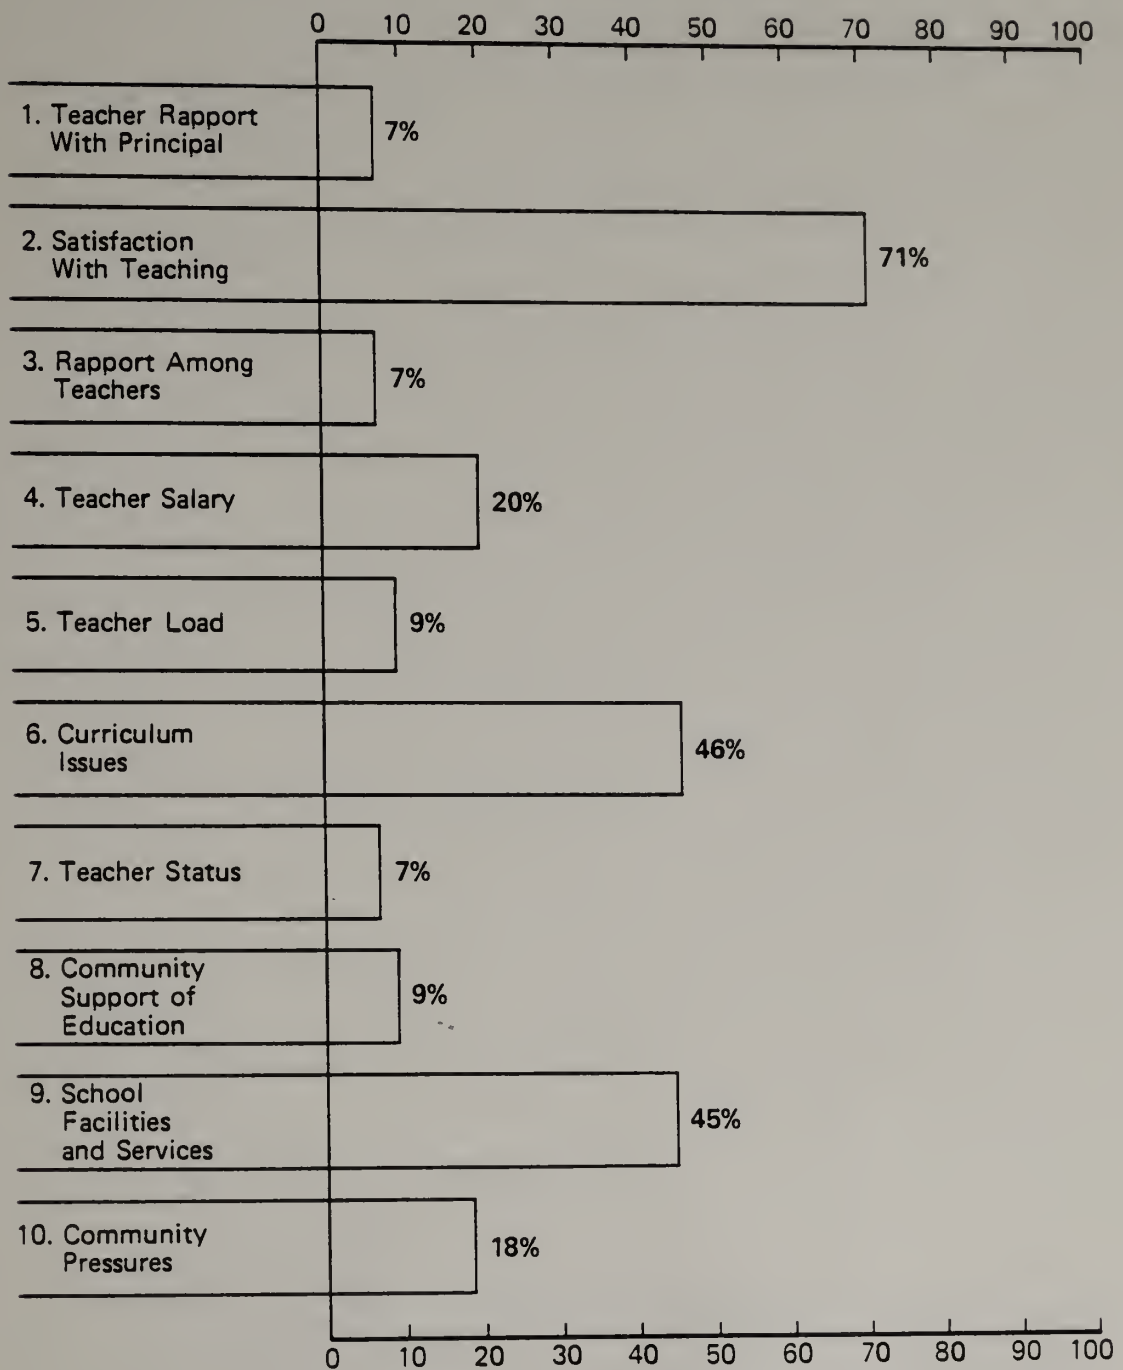 0 10 20 30 40 50 60 70 80 90 100
1. Teacher Rapport
With Principal
7%
2. Satisfaction
With Teaching
71%
3. Rapport Among
Teachers
7%
4. Teacher Salary
20%
5. Teacher Load
9%
6. Curriculum
Issues
46%
7. Teacher Status
7%
8. Community
Support of
Education
9%
9. School
Facilities
and Services
45%
10. Community
Pressures
18%
0 10 20 30 40 50 60 70 80 90 100